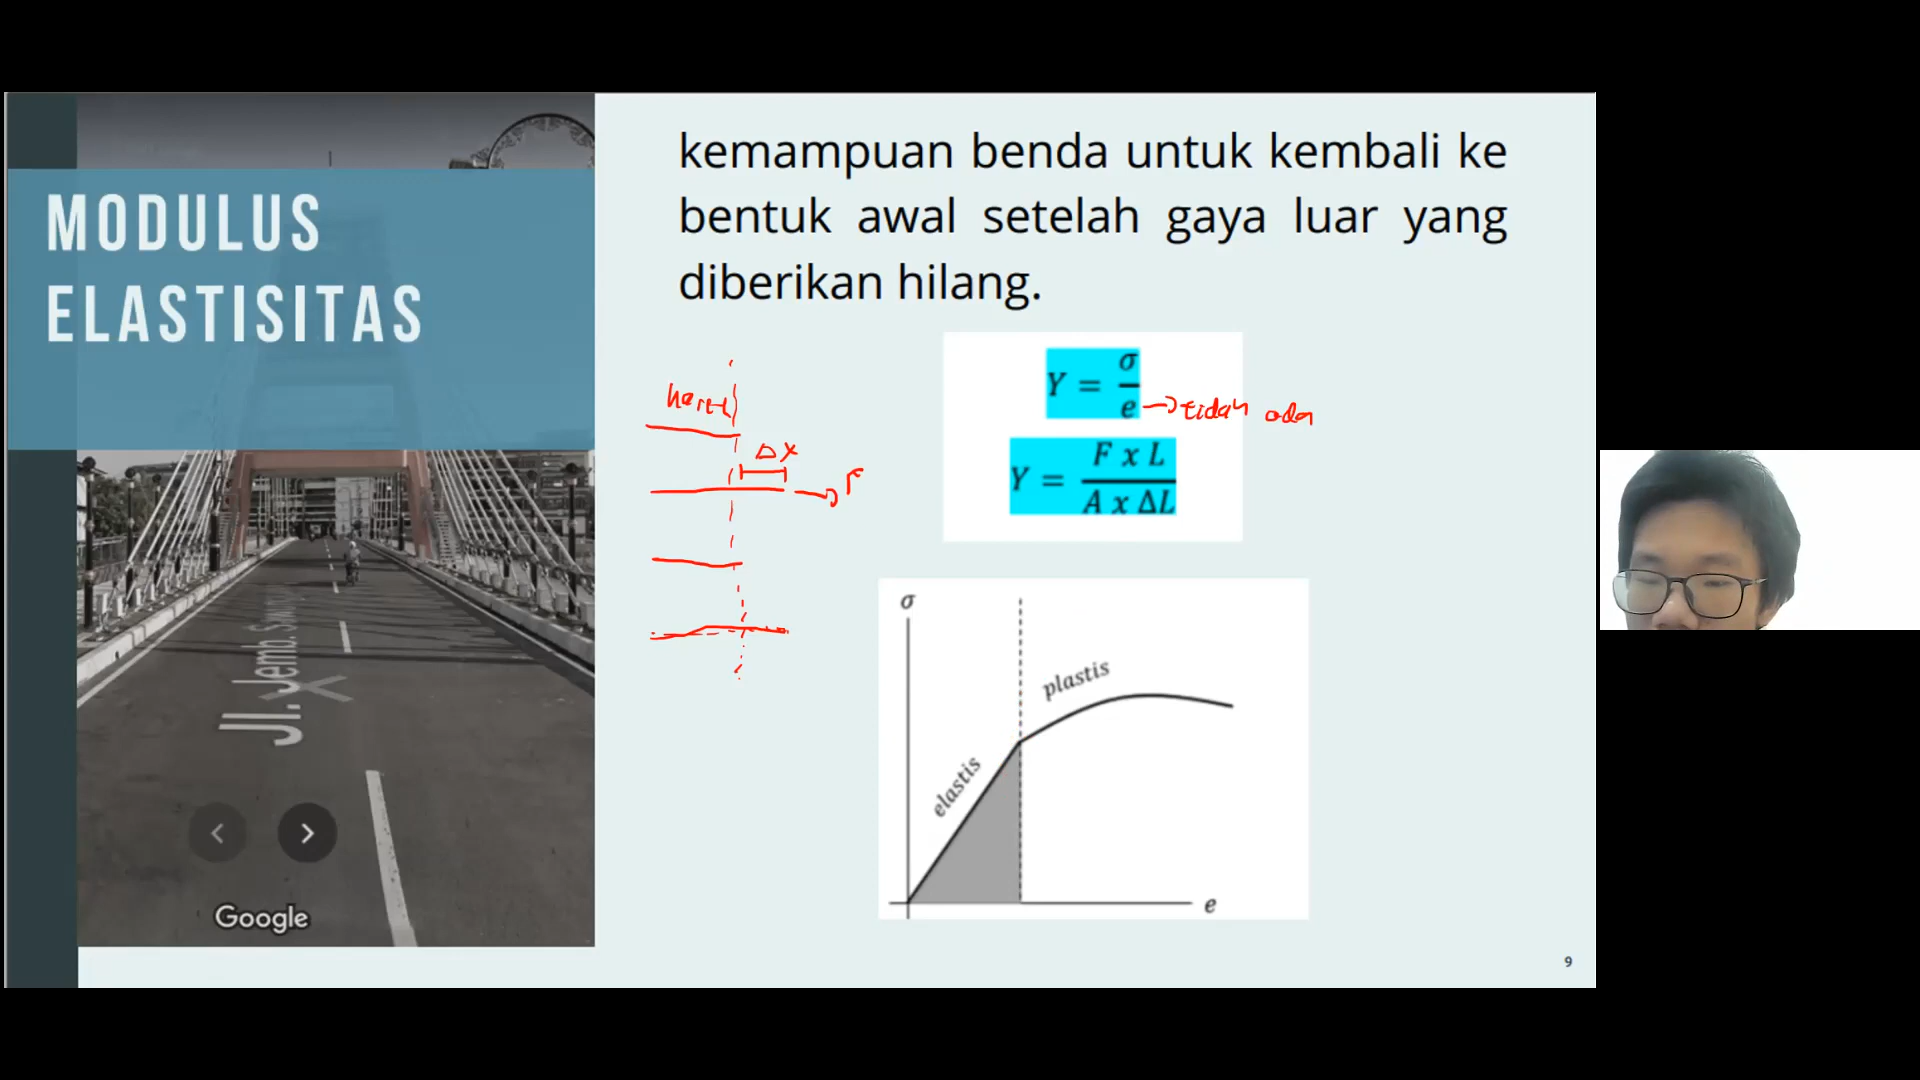 MODULUS
ELASTISITAS
kemampuan benda untuk kembali ke
bentuk awal setelah gaya luar yang
diberikan hilang.
Y = σ / e
→ tidak ada
Y = F x L / A x ΔL
karet
Δx
F
σ
plastis
elastis
e
Jl. Jemb.
Google
9